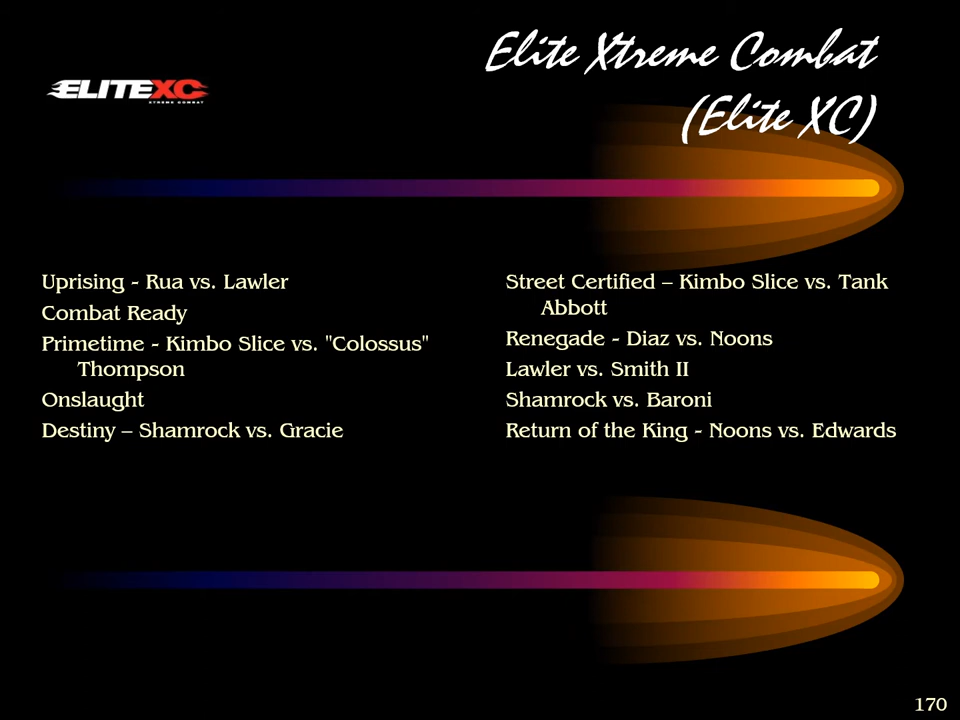 Elite Xtreme Combat
(Elite XC)
ELITEXC
XTREME COMBAT
Uprising - Rua vs. Lawler
Combat Ready
Primetime - Kimbo Slice vs. "Colossus"
Thompson
Onslaught
Destiny – Shamrock vs. Gracie
Street Certified – Kimbo Slice vs. Tank
Abbott
Renegade - Diaz vs. Noons
Lawler vs. Smith II
Shamrock vs. Baroni
Return of the King - Noons vs. Edwards
170